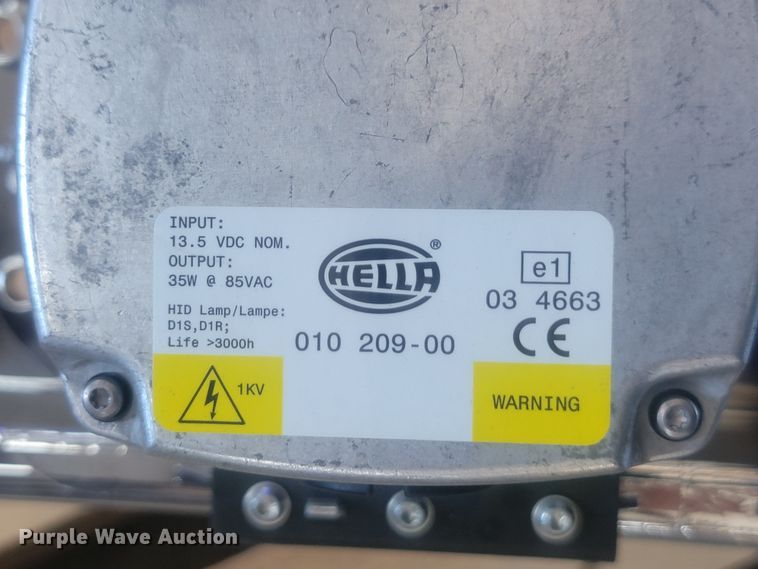 INPUT:
13.5 VDC NOM.
OUTPUT:
35W @ 85VAC
HID Lamp/Lampe:
D1S,D1R;
Life >3000h
HELLA ®
010 209-00
e1
03 4663
CE
1KV
WARNING
Purple Wave Auction